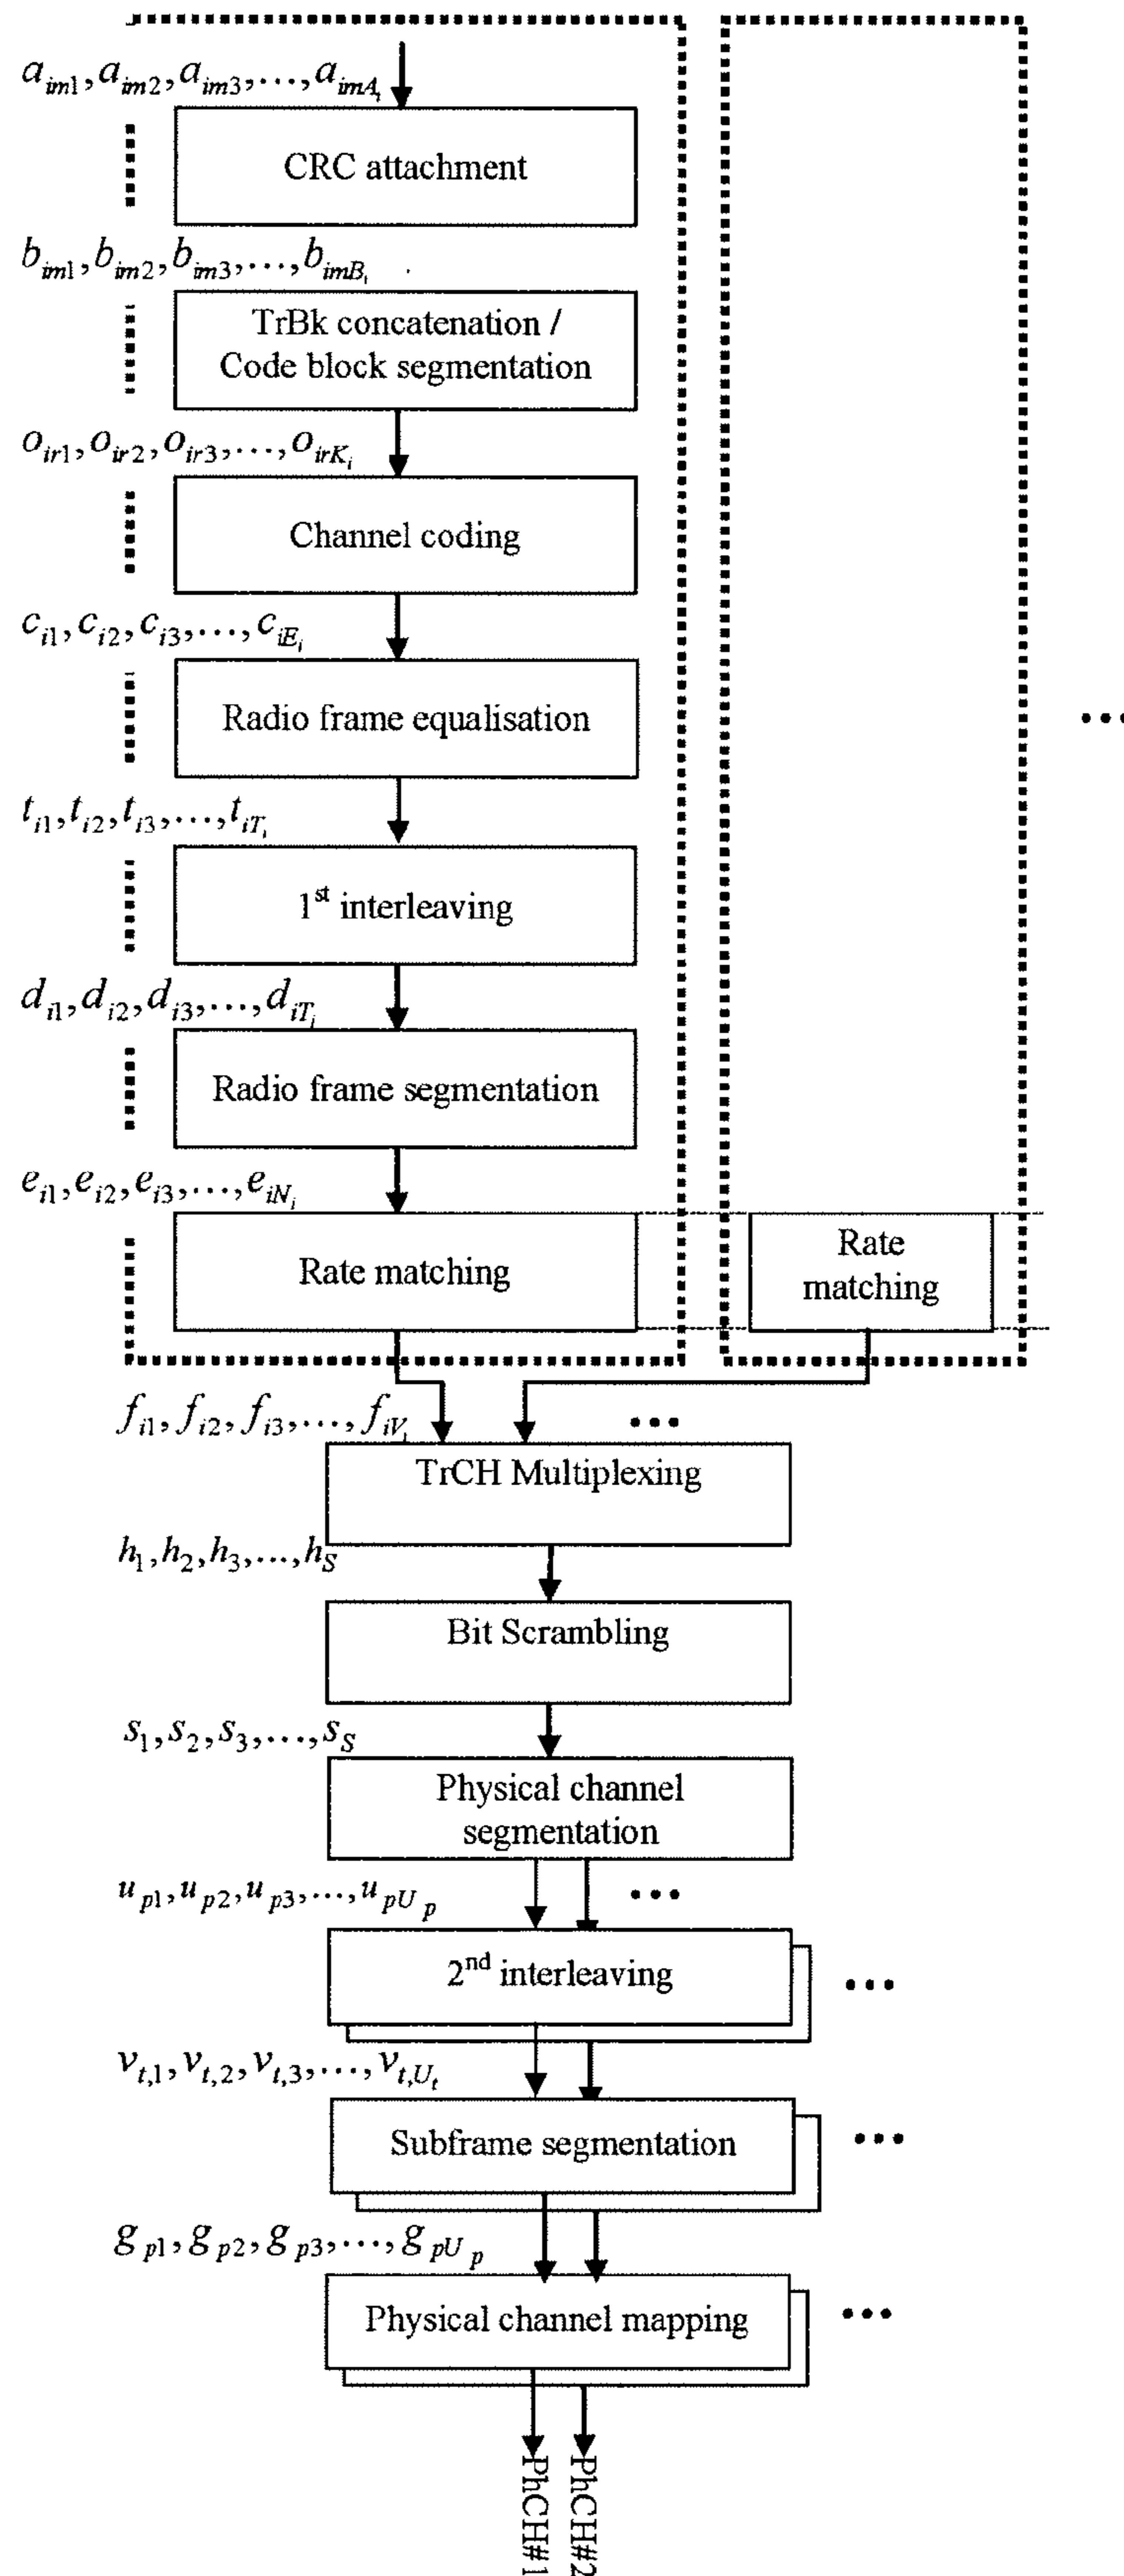 a_{im1}, a_{im2}, a_{im3}, ..., a_{imA_i}
CRC attachment
b_{im1}, b_{im2}, b_{im3}, ..., b_{imB_i}
TrBk concatenation /
Code block segmentation
o_{ir1}, o_{ir2}, o_{ir3}, ..., o_{irK_i}
Channel coding
c_{i1}, c_{i2}, c_{i3}, ..., c_{iE_i}
Radio frame equalisation
...
t_{i1}, t_{i2}, t_{i3}, ..., t_{iT_i}
1st interleaving
d_{i1}, d_{i2}, d_{i3}, ..., d_{iT_i}
Radio frame segmentation
e_{i1}, e_{i2}, e_{i3}, ..., e_{iN_i}
Rate matching
Rate
matching
f_{i1}, f_{i2}, f_{i3}, ..., f_{iV_i}
...
TrCH Multiplexing
h_1, h_2, h_3, ..., h_S
Bit Scrambling
s_1, s_2, s_3, ..., s_S
Physical channel
segmentation
u_{p1}, u_{p2}, u_{p3}, ..., u_{pU_p}
...
2nd interleaving
...
v_{t,1}, v_{t,2}, v_{t,3}, ..., v_{t,U_t}
Subframe segmentation
...
g_{p1}, g_{p2}, g_{p3}, ..., g_{pU_p}
Physical channel mapping
...
PhCH#1
PhCH#2